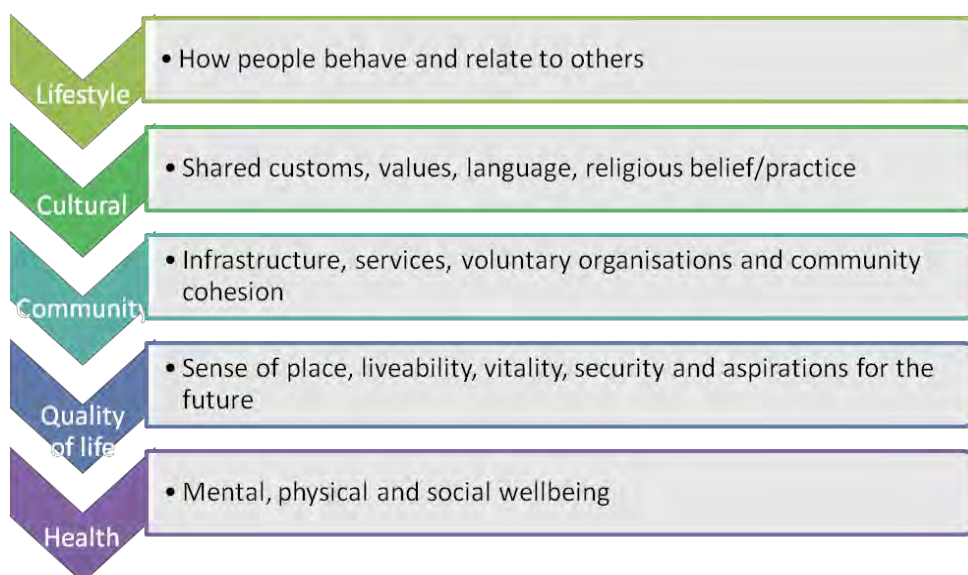 Lifestyle
• How people behave and relate to others
Cultural
• Shared customs, values, language, religious belief/practice
Community
• Infrastructure, services, voluntary organisations and community
cohesion
Quality
of life
• Sense of place, liveability, vitality, security and aspirations for the
future
Health
• Mental, physical and social wellbeing